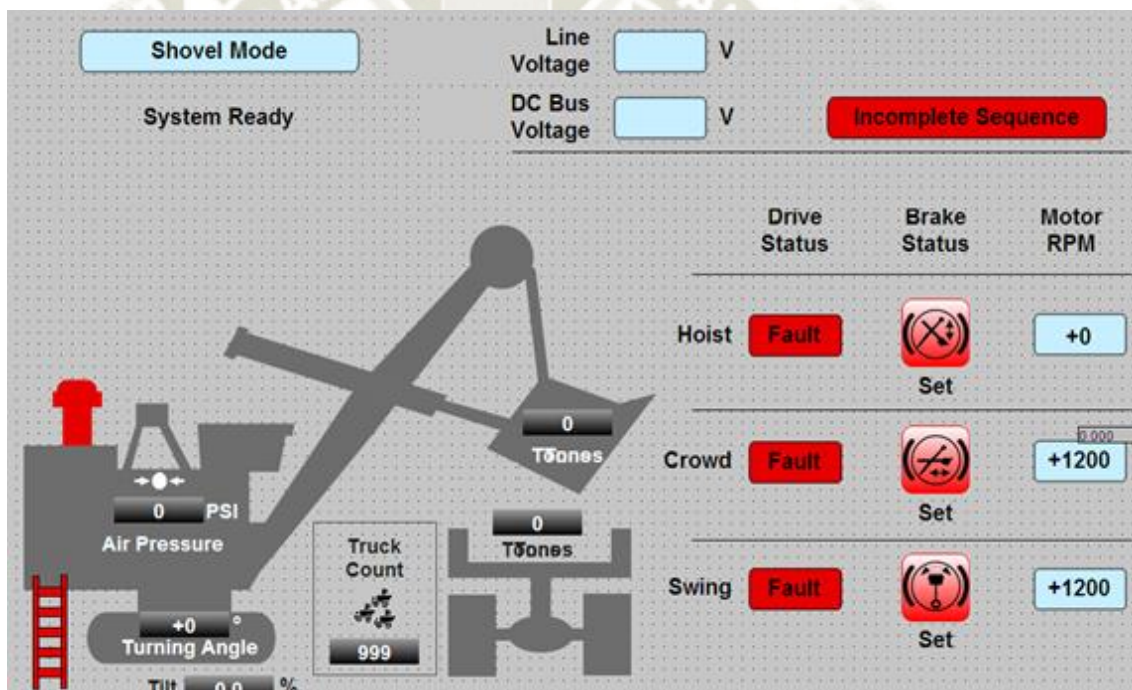 Shovel Mode
System Ready
Line
Voltage
V
DC Bus
Voltage
V
Incomplete Sequence
Drive
Status
Brake
Status
Motor
RPM
Hoist
Fault
Set
+0
0.000
Crowd
Fault
Set
+1200
Swing
Fault
Set
+1200
0
0
PSI
Air Pressure
Truck
Count
999
0
+0 °
Turning Angle
Tilt 0.0 %